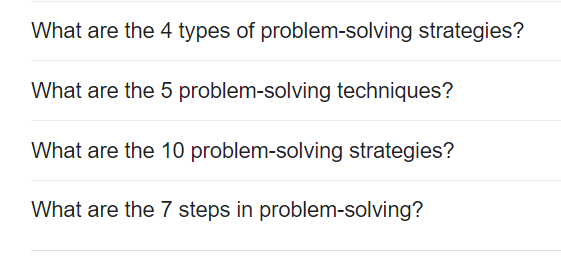 What are the 4 types of problem-solving strategies?
What are the 5 problem-solving techniques?
What are the 10 problem-solving strategies?
What are the 7 steps in problem-solving?